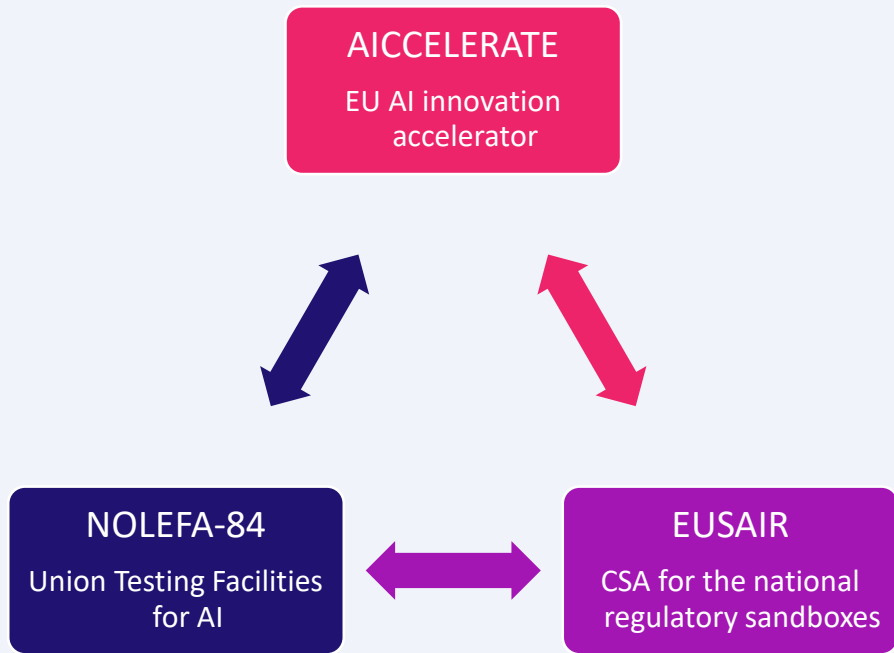 AICCELERATE
EU AI innovation
accelerator
NOLEFA-84
Union Testing Facilities
for AI
EUSAIR
CSA for the national
regulatory sandboxes